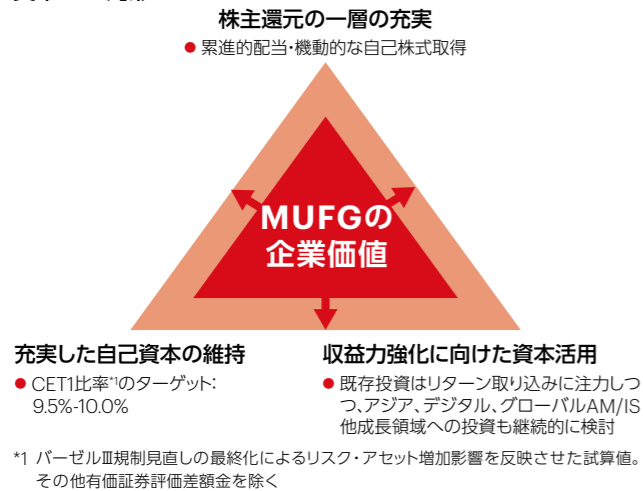 株主還元の一層の充実
● 累進的配当・機動的な自己株式取得
MUFGの
企業価値
充実した自己資本の維持
● CET1比率*1のターゲット:
9.5%-10.0%
収益力強化に向けた資本活用
● 既存投資はリターン取り込みに注力しつ
つ、アジア、デジタル、グローバルAM/IS
他成長領域への投資も継続的に検討
*1 バーゼルⅢ規制見直しの最終化によるリスク・アセット増加影響を反映させた試算値。
その他有価証券評価差額金を除く